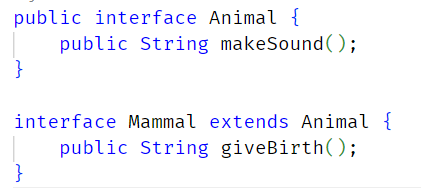 public interface Animal {
    public String makeSound();
}

interface Mammal extends Animal {
    public String giveBirth();
}